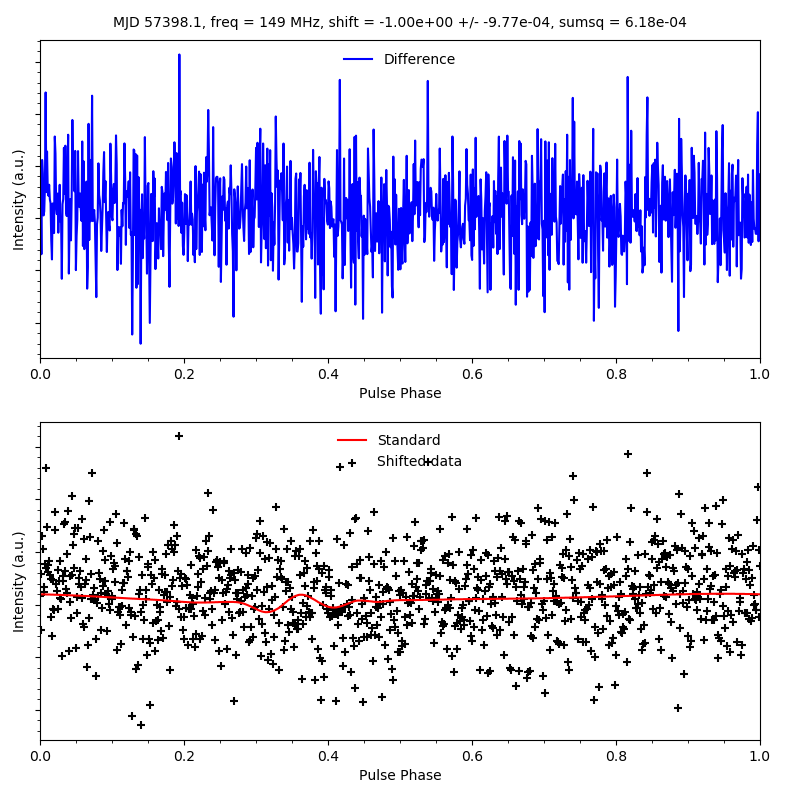 MJD 57398.1, freq = 149 MHz, shift = -1.00e+00 +/- -9.77e-04, sumsq = 6.18e-04
Difference
Intensity (a.u.)
0.0 0.2 0.4 0.6 0.8 1.0
Pulse Phase
Standard
Shifted data
Intensity (a.u.)
0.0 0.2 0.4 0.6 0.8 1.0
Pulse Phase